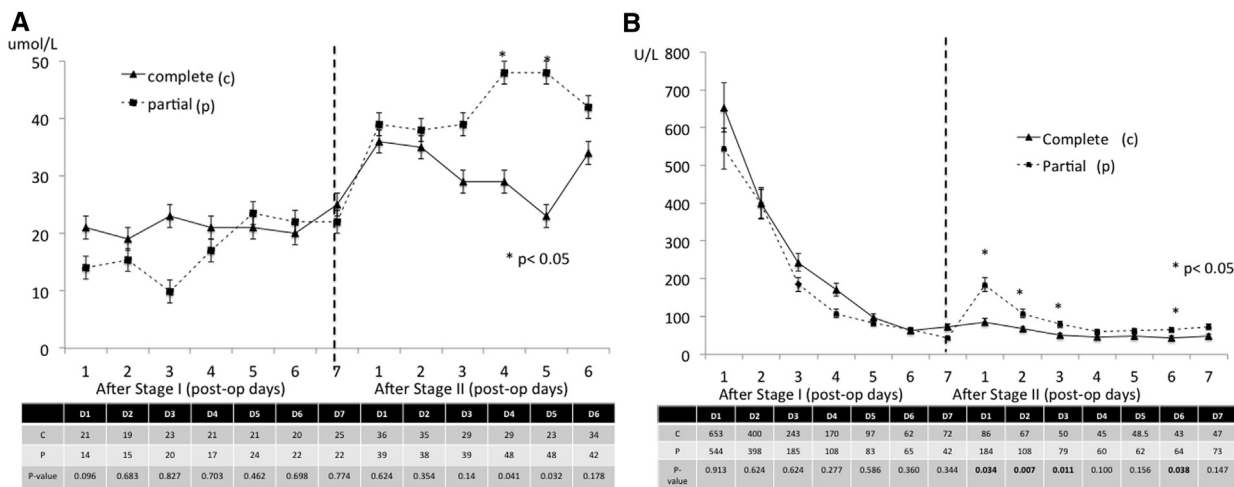 A
umol/L
50
40
30
20
10
0
complete (c)
partial (p)
*
*
* p< 0.05
1 2 3 4 5 6 7 1 2 3 4 5 6
After Stage I (post-op days) After Stage II (post-op days)
D1 D2 D3 D4 D5 D6 D7 D1 D2 D3 D4 D5 D6
C 21 19 23 21 21 20 25 36 35 29 29 23 34
P 14 15 20 17 24 22 22 39 38 39 48 48 42
P-value 0.096 0.683 0.827 0.703 0.462 0.698 0.774 0.624 0.354 0.14 0.041 0.032 0.178
B
U/L
800
700
600
500
400
300
200
100
0
Complete (c)
Partial (p)
*
*
*
*
* p< 0.05
1 2 3 4 5 6 7 1 2 3 4 5 6 7
After Stage I (post-op days) After Stage II (post-op days)
D1 D2 D3 D4 D5 D6 D7 D1 D2 D3 D4 D5 D6 D7
C 653 400 243 170 97 62 72 86 67 50 45 48.5 43 47
P 544 398 185 108 83 65 42 184 108 79 60 62 64 73
P-
value 0.913 0.624 0.624 0.277 0.586 0.360 0.344 0.034 0.007 0.011 0.100 0.156 0.038 0.147